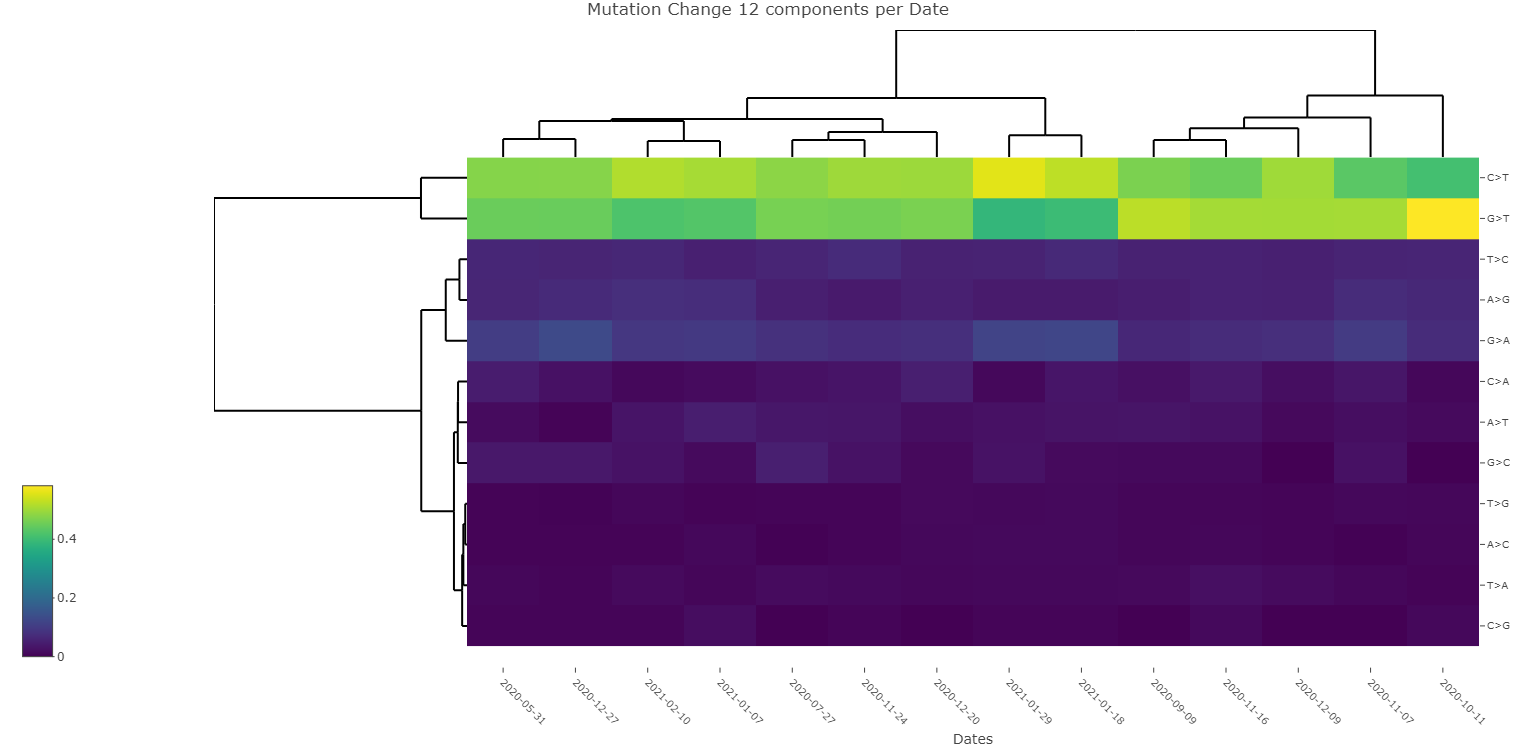 Mutation Change 12 components per Date
C>T
G>T
T>C
A>G
G>A
C>A
A>T
G>C
T>G
A>C
T>A
C>G
0.4
0.2
0
2020-05-31
2020-12-27
2021-02-10
2021-01-07
2020-07-27
2020-11-24
2020-12-20
2021-01-29
2021-01-18
2020-09-09
2020-11-16
2020-12-09
2020-11-07
2020-10-11
Dates